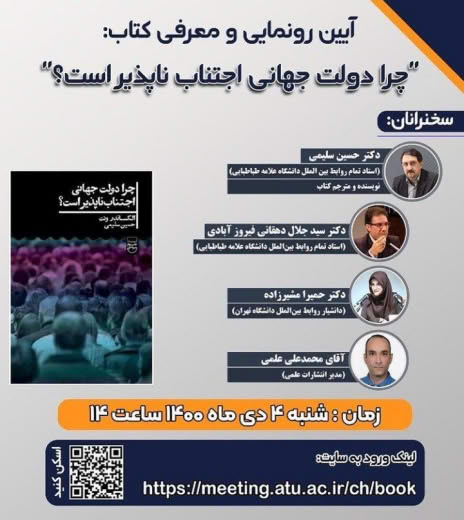 آیین رونمایی و معرفی کتاب:
"چرا دولت جهانی اجتناب ناپذیر است؟"
سخنرانان:
دکتر حسین سلیمی
(استاد تمام روابط بین الملل دانشگاه علامه طباطبایی)
نویسنده و مترجم کتاب
دکتر سید جلال دهقانی فیروز آبادی
(استاد تمام روابط بین‌الملل دانشگاه علامه طباطبایی)
دکتر حمیرا مشیرزاده
(دانشیار روابط بین‌الملل دانشگاه تهران)
آقای محمدعلی علمی
(مدیر انتشارات علمی)
چرا دولت جهانی
اجتناب‌ناپذیر است؟
الکساندر ونت
حسین سلیمی
زمان : شنبه ۴ دی ماه ۱۴۰۰ ساعت ۱۴
لینک ورود به سایت:
https://meeting.atu.ac.ir/ch/book
اسکن کنید